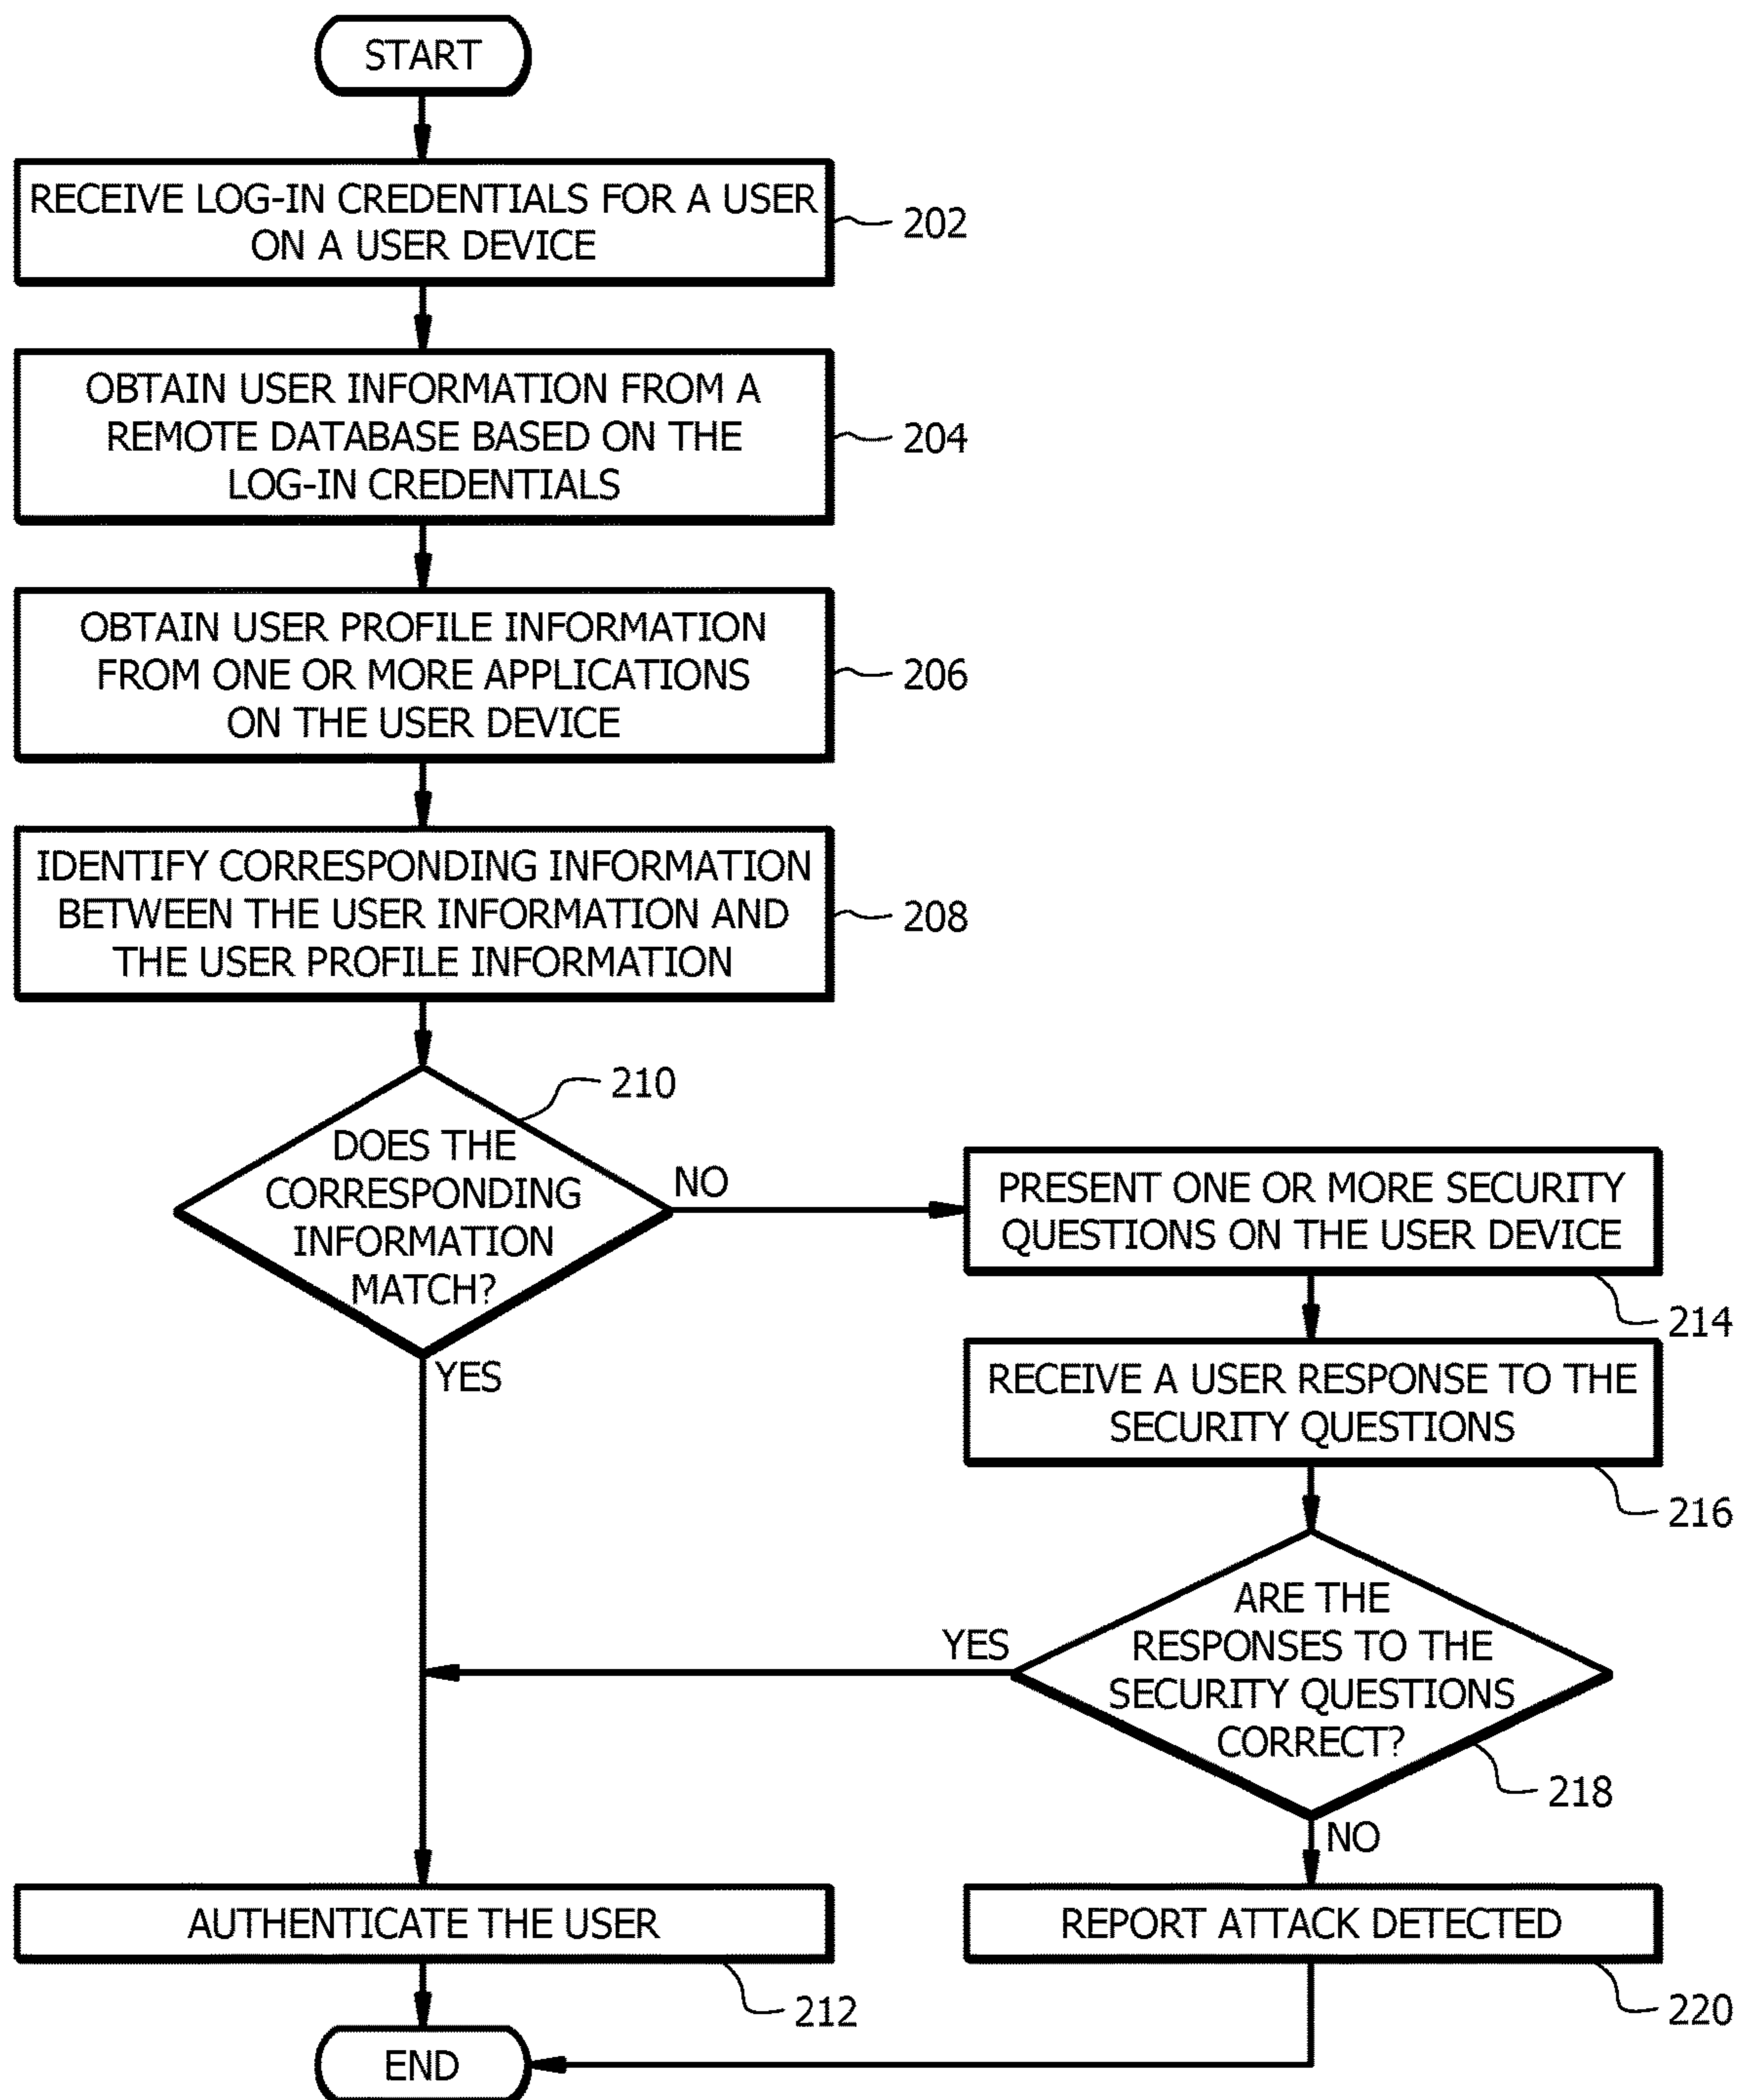 START
RECEIVE LOG-IN CREDENTIALS FOR A USER
ON A USER DEVICE
202
OBTAIN USER INFORMATION FROM A
REMOTE DATABASE BASED ON THE
LOG-IN CREDENTIALS
204
OBTAIN USER PROFILE INFORMATION
FROM ONE OR MORE APPLICATIONS
ON THE USER DEVICE
206
IDENTIFY CORRESPONDING INFORMATION
BETWEEN THE USER INFORMATION AND
THE USER PROFILE INFORMATION
208
210
DOES THE
CORRESPONDING
INFORMATION
MATCH?
NO
YES
PRESENT ONE OR MORE SECURITY
QUESTIONS ON THE USER DEVICE
214
RECEIVE A USER RESPONSE TO THE
SECURITY QUESTIONS
216
ARE THE
RESPONSES TO THE
SECURITY QUESTIONS
CORRECT?
YES
218
NO
AUTHENTICATE THE USER
212
REPORT ATTACK DETECTED
220
END